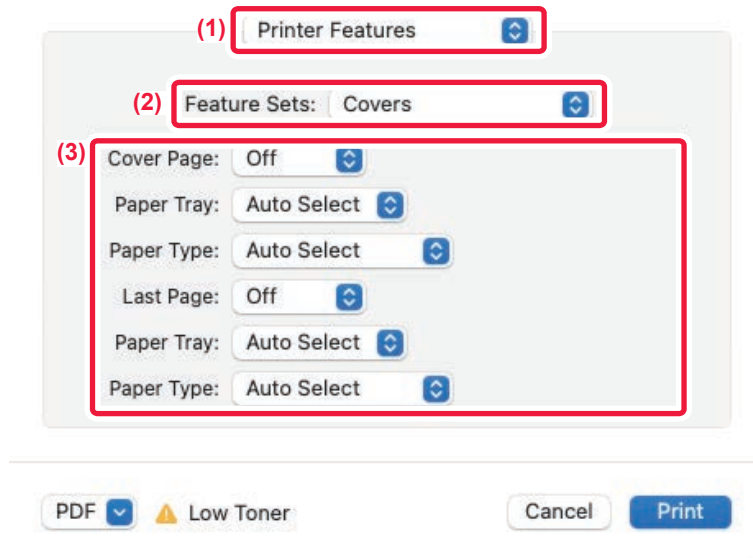 (1) Printer Features
(2) Feature Sets: Covers
(3) Cover Page: Off
Paper Tray: Auto Select
Paper Type: Auto Select
Last Page: Off
Paper Tray: Auto Select
Paper Type: Auto Select
PDF Low Toner Cancel Print